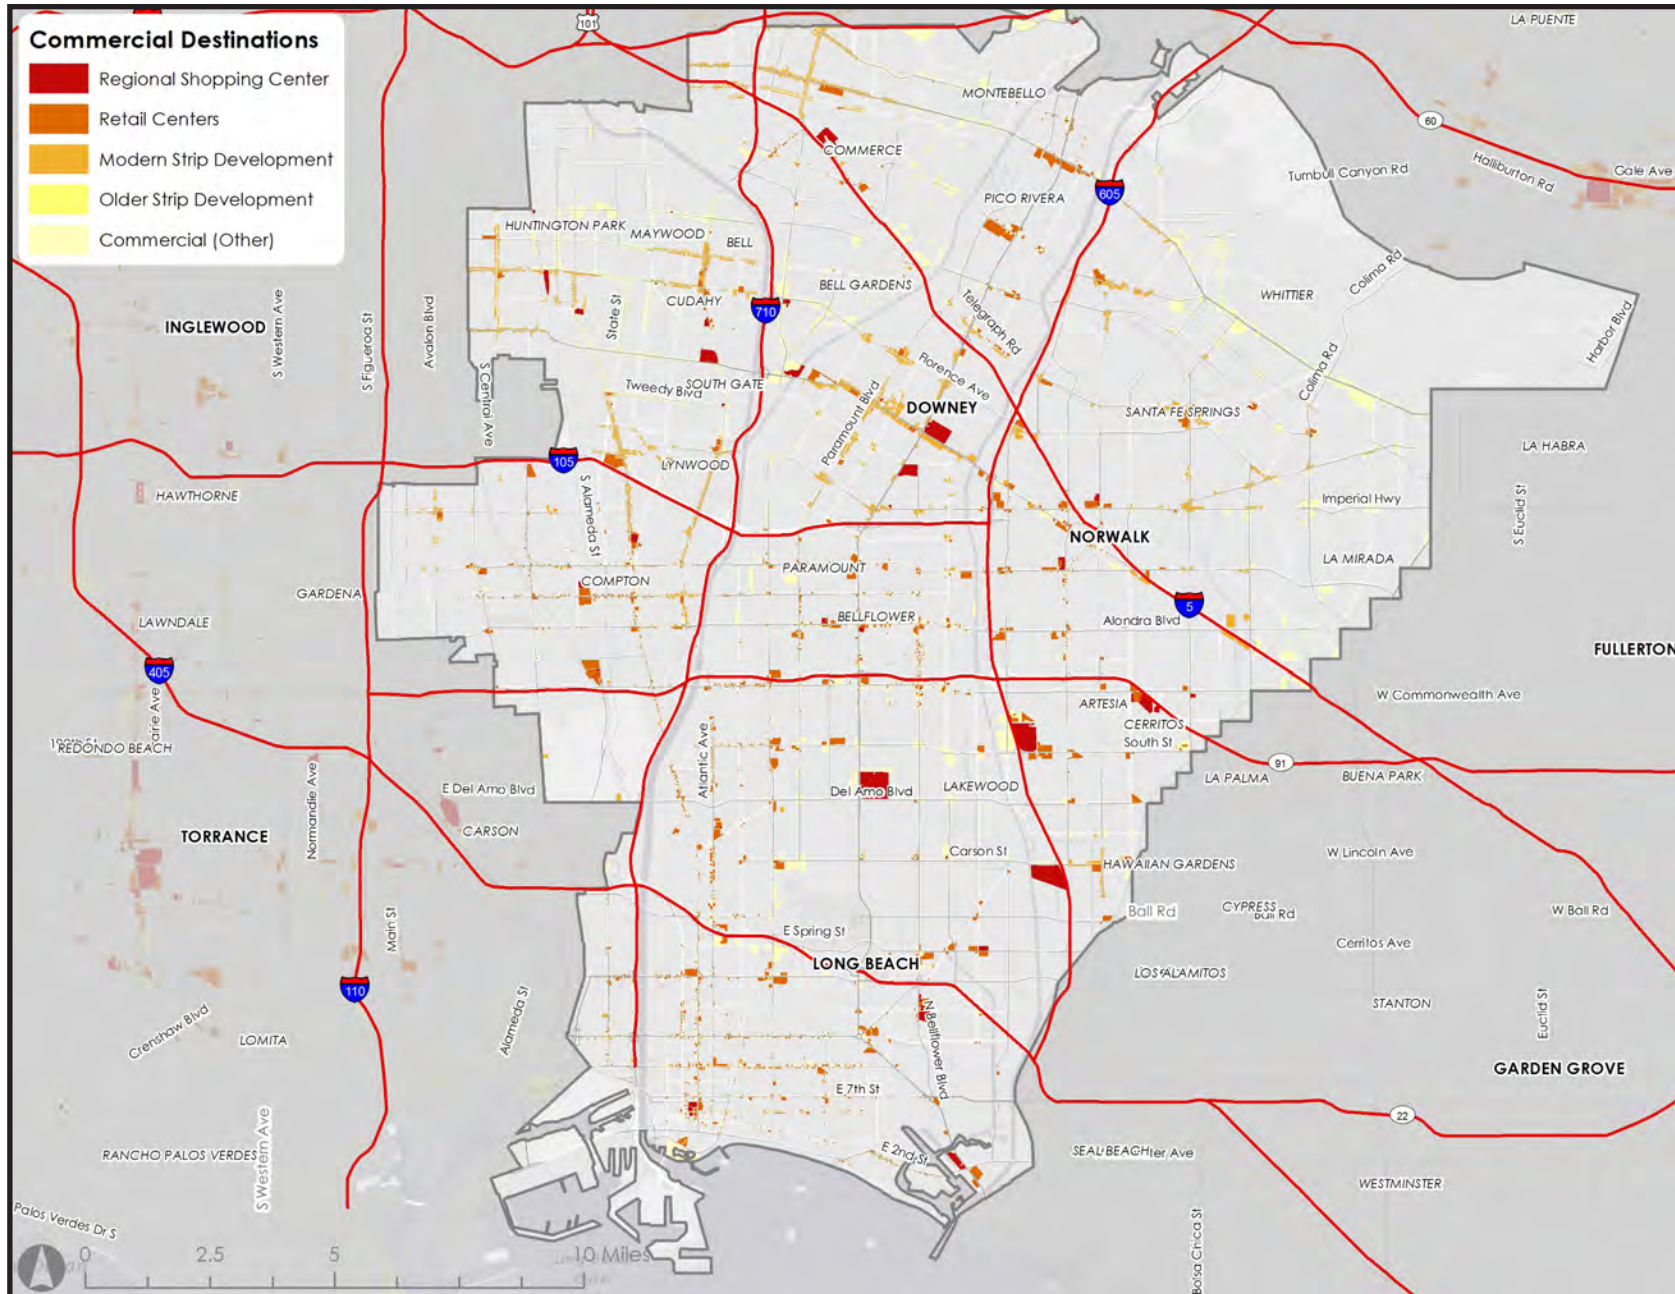 Commercial Destinations
Regional Shopping Center
Retail Centers
Modern Strip Development
Older Strip Development
Commercial (Other)
101
LA PUENTE
MONTEBELLO
60
COMMERCE
Turnbull Canyon Rd
Halliburton Rd
Gale Ave
605
PICO RIVERA
HUNTINGTON PARK
MAYWOOD
BELL
BELL GARDENS
Colima Rd
WHITTIER
CUDAHY
710
Telegraph Rd
INGLEWOOD
S Western Ave
S Figueroa St
Avalon Blvd
State St
Harbor Blvd
S Central Ave
Tweedy Blvd
SOUTH GATE
Florence Ave
Paramount Blvd
DOWNEY
SANTA FE SPRINGS
Colima Rd
LA HABRA
105
LYNWOOD
HAWTHORNE
S Alameda St
Imperial Hwy
S Euclid St
NORWALK
LA MIRADA
PARAMOUNT
COMPTON
GARDENA
LAWNDALE
BELLFLOWER
5
Alondra Blvd
FULLERTON
405
Prairie Ave
W Commonwealth Ave
ARTESIA
CERRITOS
South St
REDONDO BEACH
Normandie Ave
Atlantic Ave
91
LA PALMA
BUENA PARK
E Del Amo Blvd
Del Amo Blvd
LAKEWOOD
TORRANCE
CARSON
Carson St
HAWAIIAN GARDENS
W Lincoln Ave
Ball Rd
CYPRESS
Ball Rd
W Ball Rd
Main St
E Spring St
Cerritos Ave
LONG BEACH
LOS ALAMITOS
110
STANTON
Euclid St
Crenshaw Blvd
LOMITA
Alameda St
N Bellflower Blvd
GARDEN GROVE
E 7th St
22
S Western Ave
RANCHO PALOS VERDES
E 2nd St
SEAL BEACH
WESTMINSTER
Palos Verdes Dr S
Bolsa Chica St
0 2.5 5 10 Miles